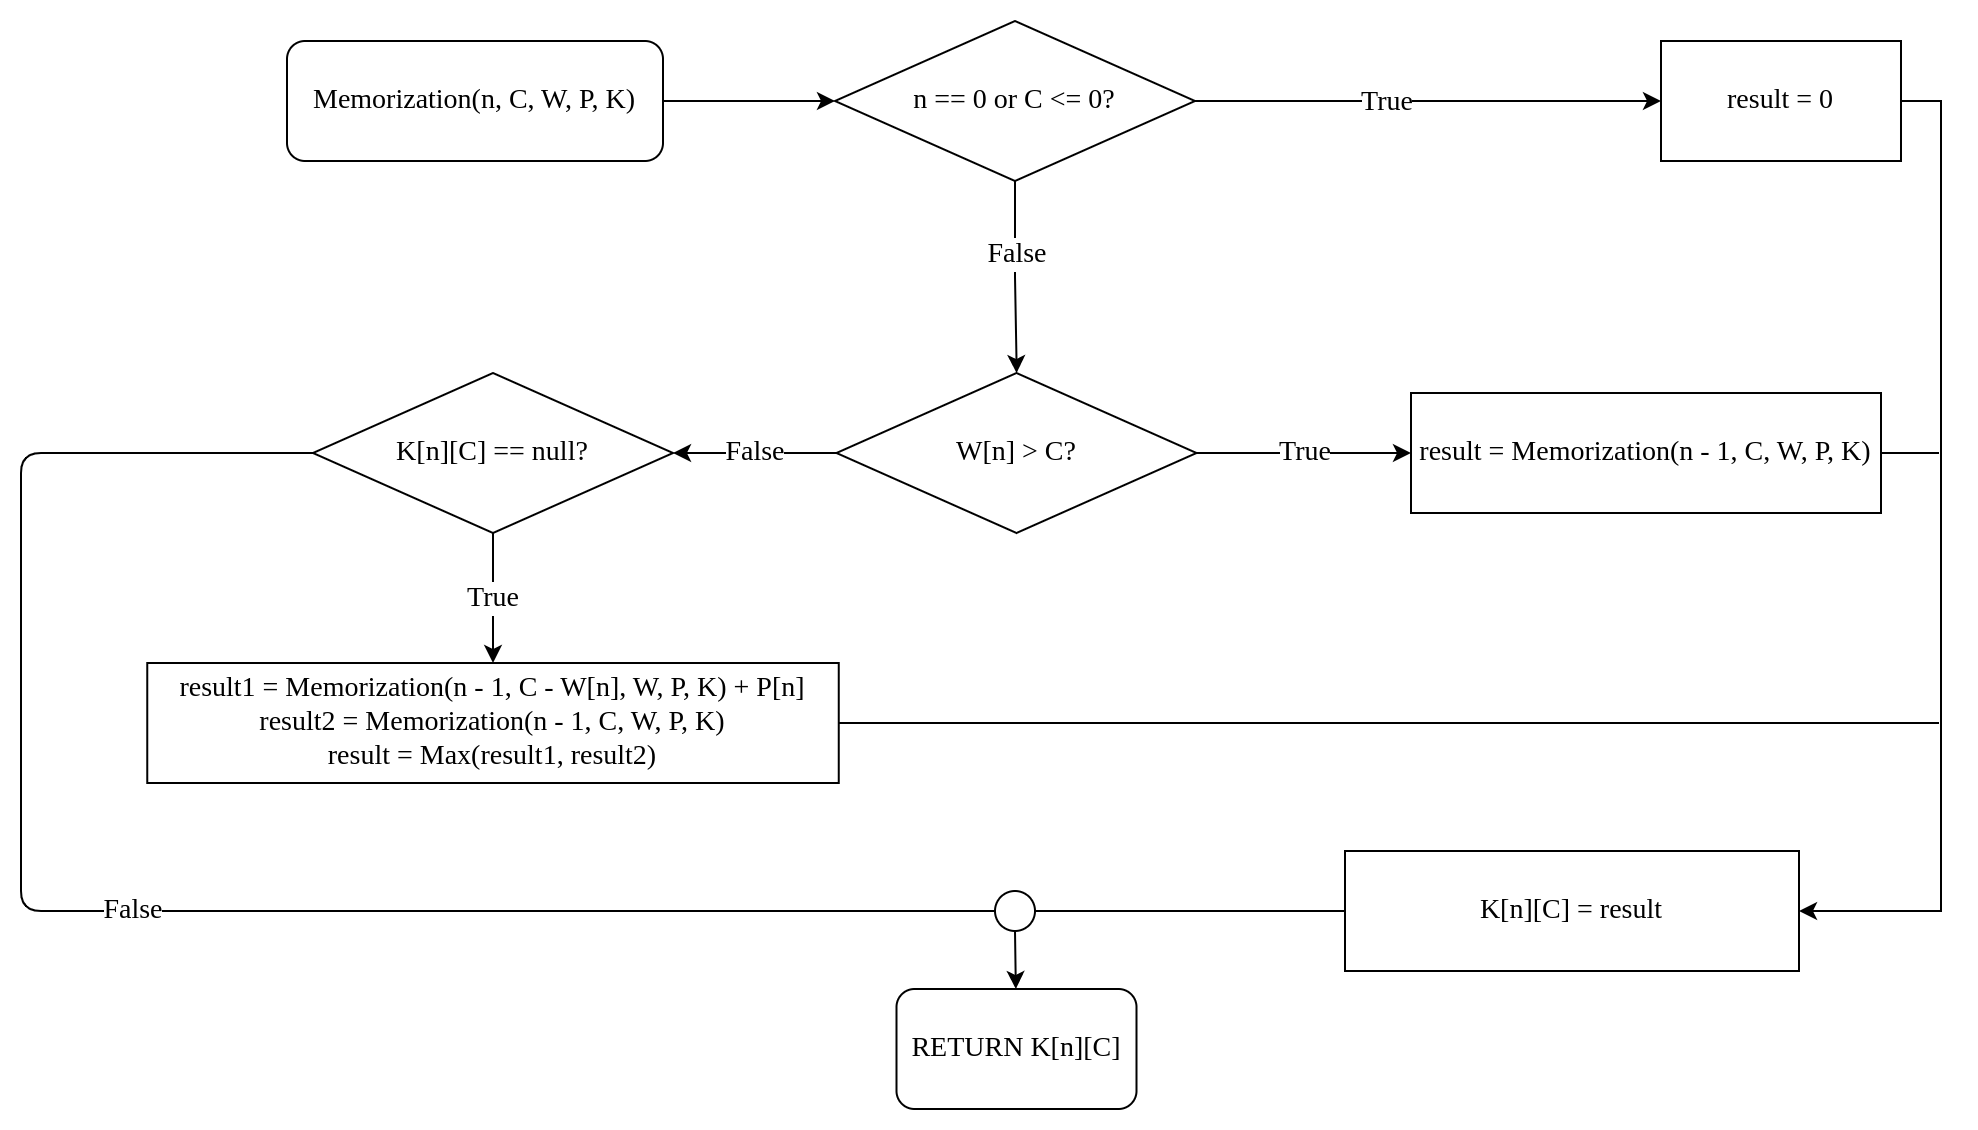 Memorization(n, C, W, P, K)
n == 0 or C <= 0?
True
result = 0
False
K[n][C] == null?
False
W[n] > C?
True
result = Memorization(n - 1, C, W, P, K)
True
result1 = Memorization(n - 1, C - W[n], W, P, K) + P[n]
result2 = Memorization(n - 1, C, W, P, K)
result = Max(result1, result2)
False
K[n][C] = result
RETURN K[n][C]